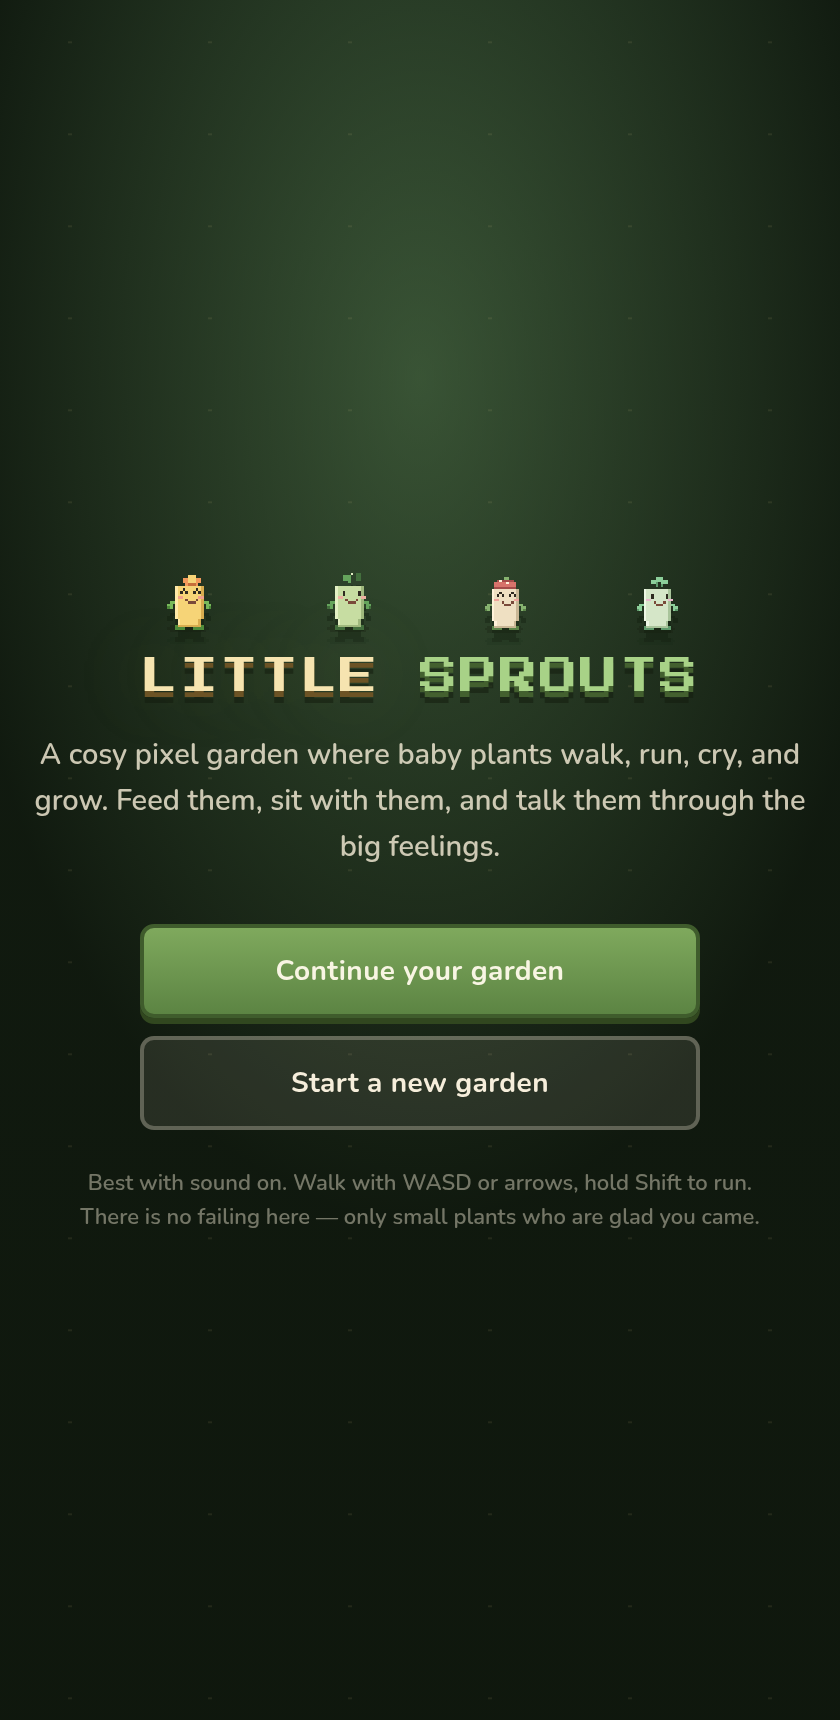 LITTLE SPROUTS
A cosy pixel garden where baby plants walk, run, cry, and
grow. Feed them, sit with them, and talk them through the
big feelings.
Continue your garden
Start a new garden
Best with sound on. Walk with WASD or arrows, hold Shift to run.
There is no failing here — only small plants who are glad you came.